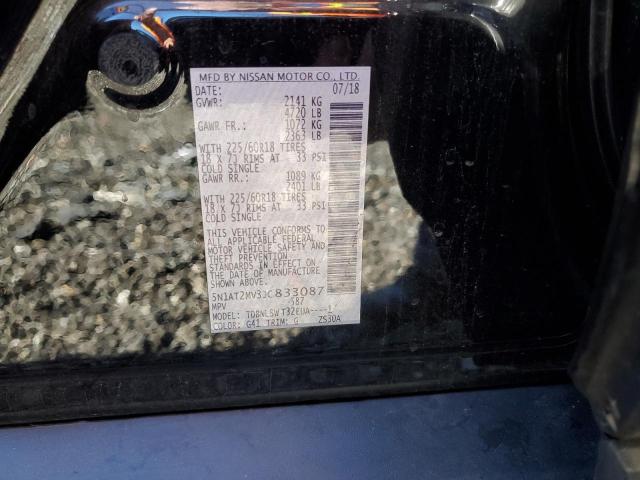 MFD BY NISSAN MOTOR CO., LTD.
DATE: 07/18
GVWR: 2141 KG
4720 LB
GAWR FR.: 1072 KG
2363 LB
WITH 225/60R18 TIRES
18 X 7J RIMS AT 33 PSI
COLD SINGLE
GAWR RR.: 1089 KG
2401 LB
WITH 225/60R18 TIRES
18 X 7J RIMS AT 33 PSI
COLD SINGLE
THIS VEHICLE CONFORMS TO
ALL APPLICABLE FEDERAL
MOTOR VEHICLE SAFETY AND
THEFT PREVENTION
STANDARDS IN EFFECT ON
THE DATE OF MANUFACTURE
SHOWN ABOVE.
5N1AT2MV3JC833087
MPV 587
MODEL:
COLOR: G41 TRIM: G ZS30A